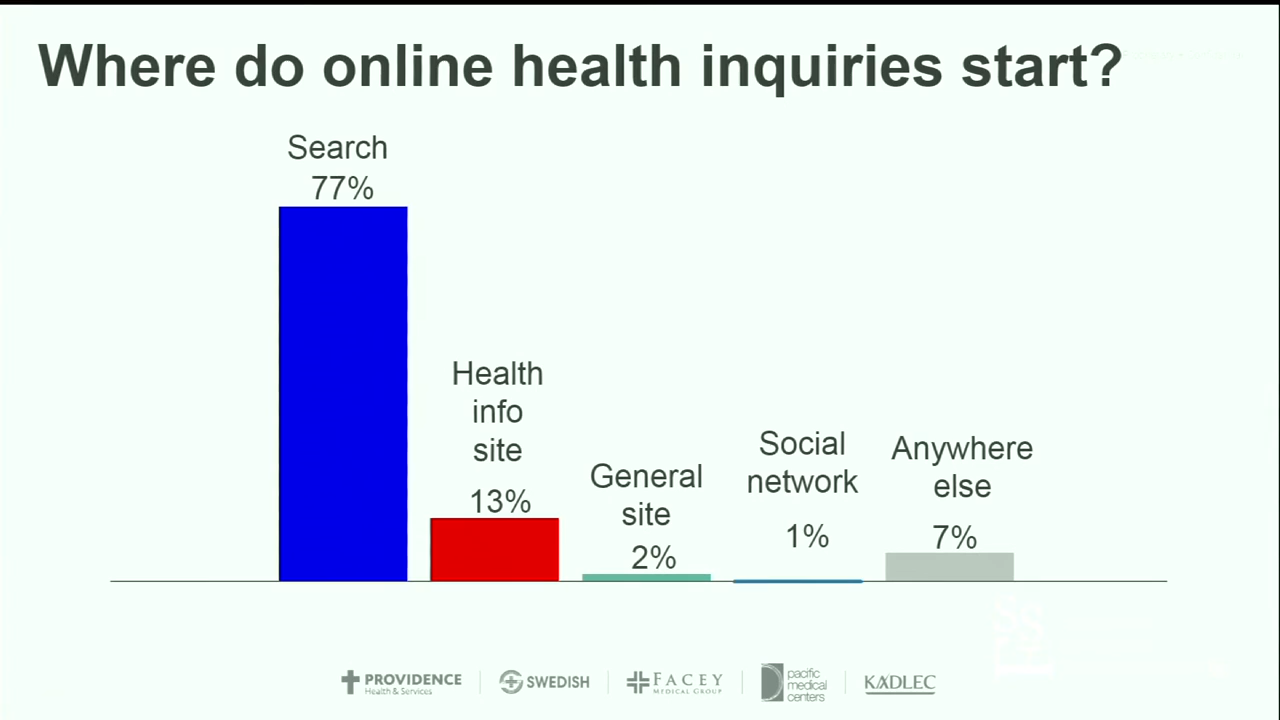 Where do online health inquiries start?
Search
77%
Health
info
site
13%
General
site
2%
Social
network
1%
Anywhere
else
7%
PROVIDENCE
Health & Services
SWEDISH
FACEY
MEDICAL GROUP
pacific
medical
centers
KADLEC